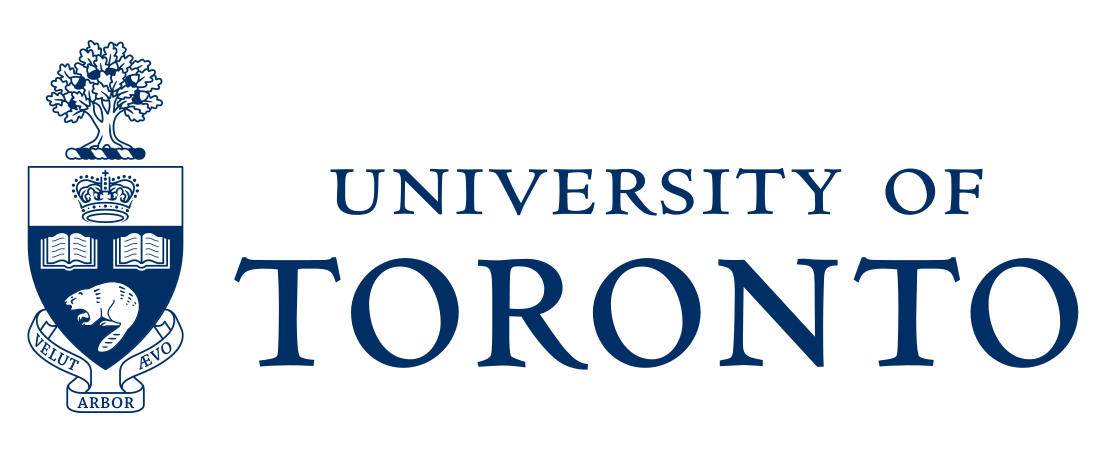 UNIVERSITY OF
TORONTO
VELUT
ARBOR
ÆVO